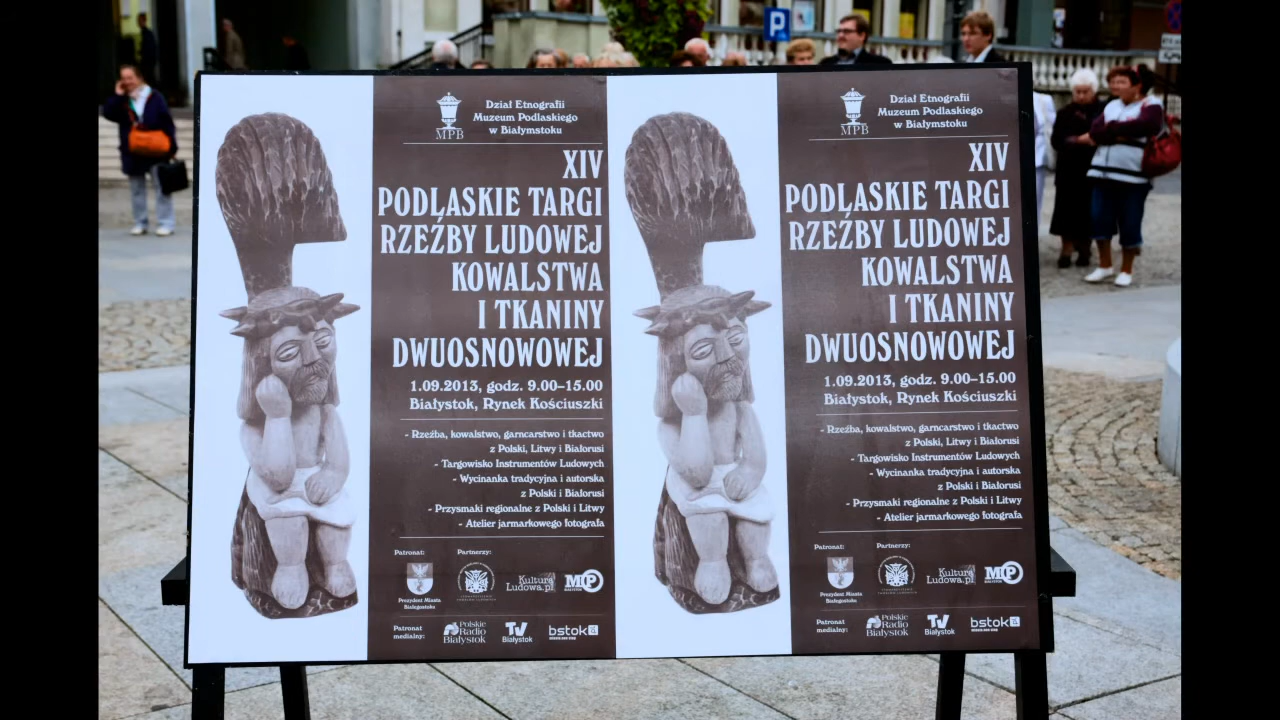 P
Dział Etnografii
Muzeum Podlaskiego
w Białymstoku
MPB
XIV
PODLASKIE TARGI
RZEŹBY LUDOWEJ
KOWALSTWA
I TKANINY
DWUOSNOWOWEJ
1.09.2013, godz. 9.00–15.00
Białystok, Rynek Kościuszki
- Rzeźba, kowalstwo, garncarstwo i tkactwo
z Polski, Litwy i Białorusi
- Targowisko Instrumentów Ludowych
- Wycinanka tradycyjna i autorska
z Polski i Białorusi
- Przysmaki regionalne z Polski i Litwy
- Atelier jarmarkowego fotografa
Patronat:
Partnerzy:
Prezydent Miasta
Białegostoku
Kultura
Ludowa.pl
Patronat
medialny:
Polskie
Radio
Białystok
TV
Białystok
bstok
Dział Etnografii
Muzeum Podlaskiego
w Białymstoku
MPB
XIV
PODLASKIE TARGI
RZEŹBY LUDOWEJ
KOWALSTWA
I TKANINY
DWUOSNOWOWEJ
1.09.2013, godz. 9.00–15.00
Białystok, Rynek Kościuszki
- Rzeźba, kowalstwo, garncarstwo i tkactwo
z Polski, Litwy i Białorusi
- Targowisko Instrumentów Ludowych
- Wycinanka tradycyjna i autorska
z Polski i Białorusi
- Przysmaki regionalne z Polski i Litwy
- Atelier jarmarkowego fotografa
Patronat:
Partnerzy:
Prezydent Miasta
Białegostoku
Kultura
Ludowa.pl
Patronat
medialny:
Polskie
Radio
Białystok
TV
Białystok
bstok